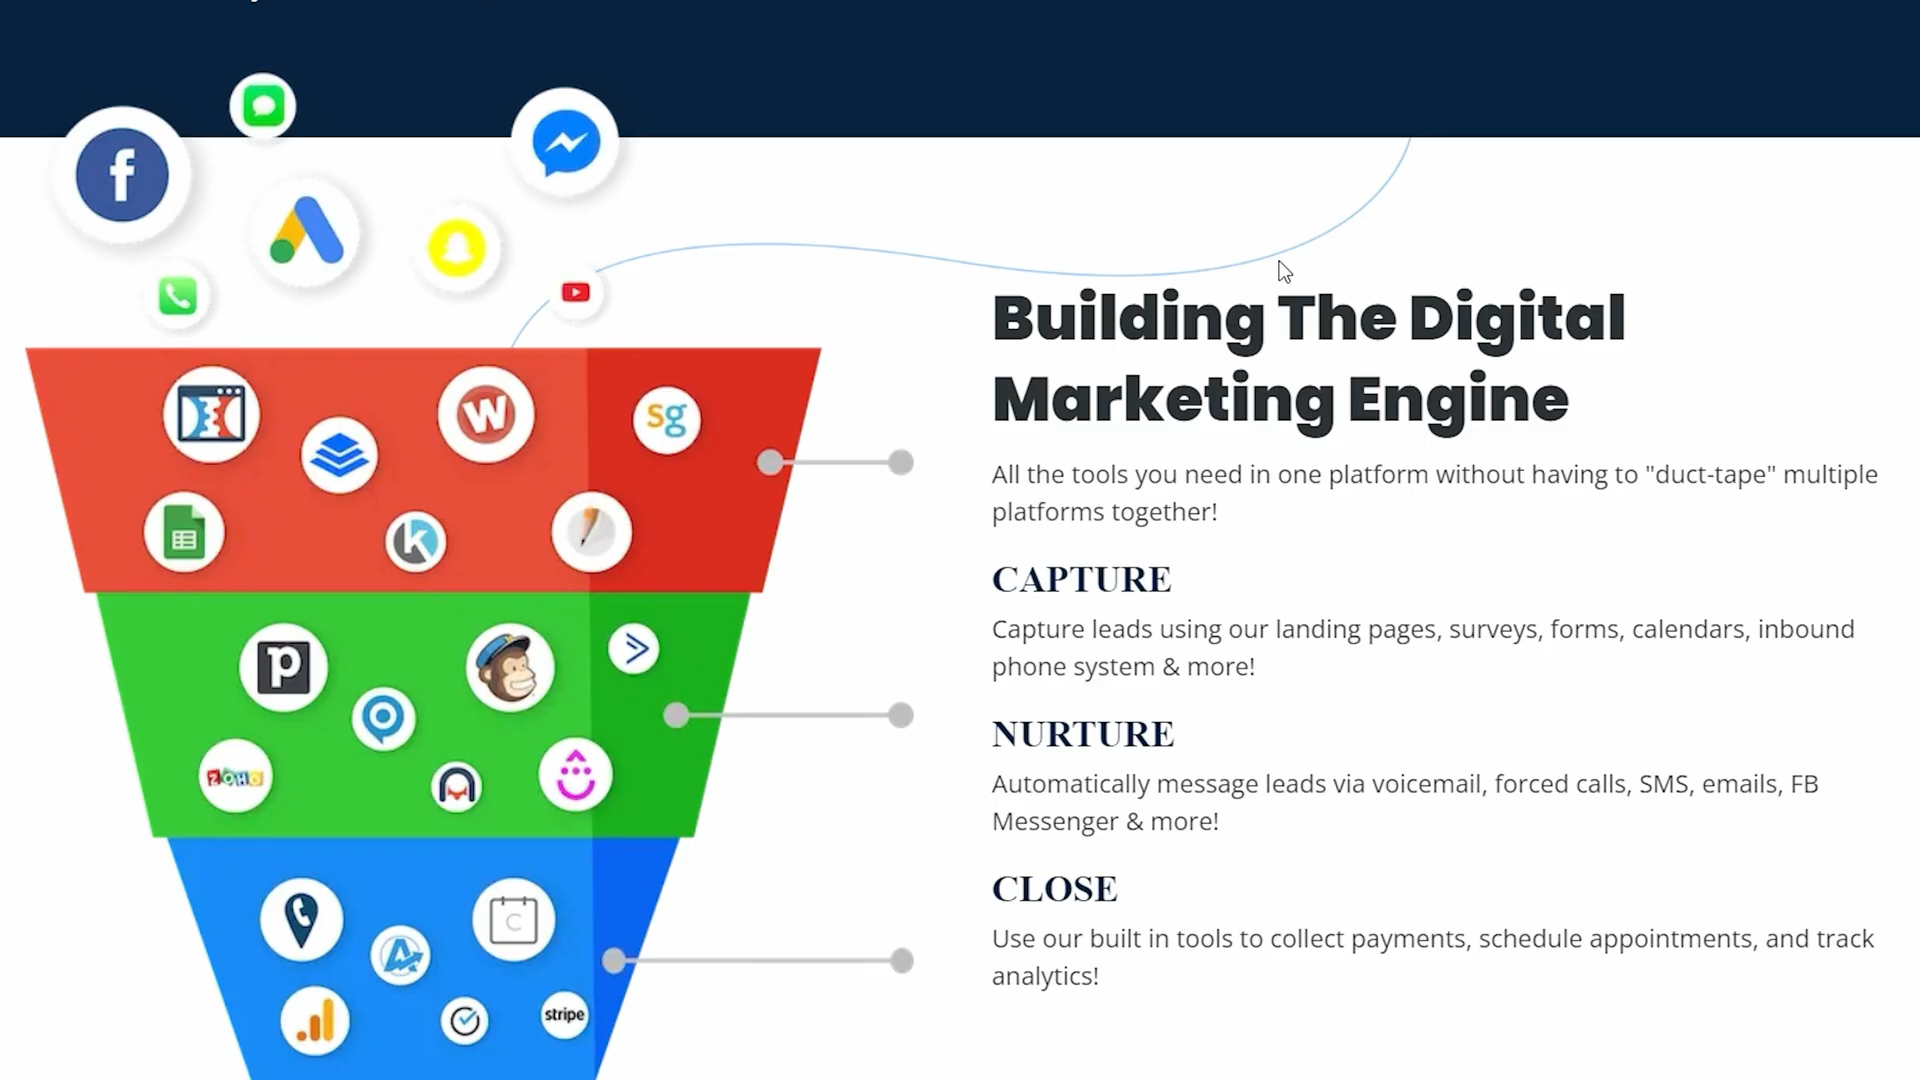 Building The Digital
Marketing Engine
All the tools you need in one platform without having to "duct-tape" multiple
platforms together!
CAPTURE
Capture leads using our landing pages, surveys, forms, calendars, inbound
phone system & more!
NURTURE
Automatically message leads via voicemail, forced calls, SMS, emails, FB
Messenger & more!
CLOSE
Use our built in tools to collect payments, schedule appointments, and track
analytics!
f
W
sg
K
p
ZOHO
C
A
stripe